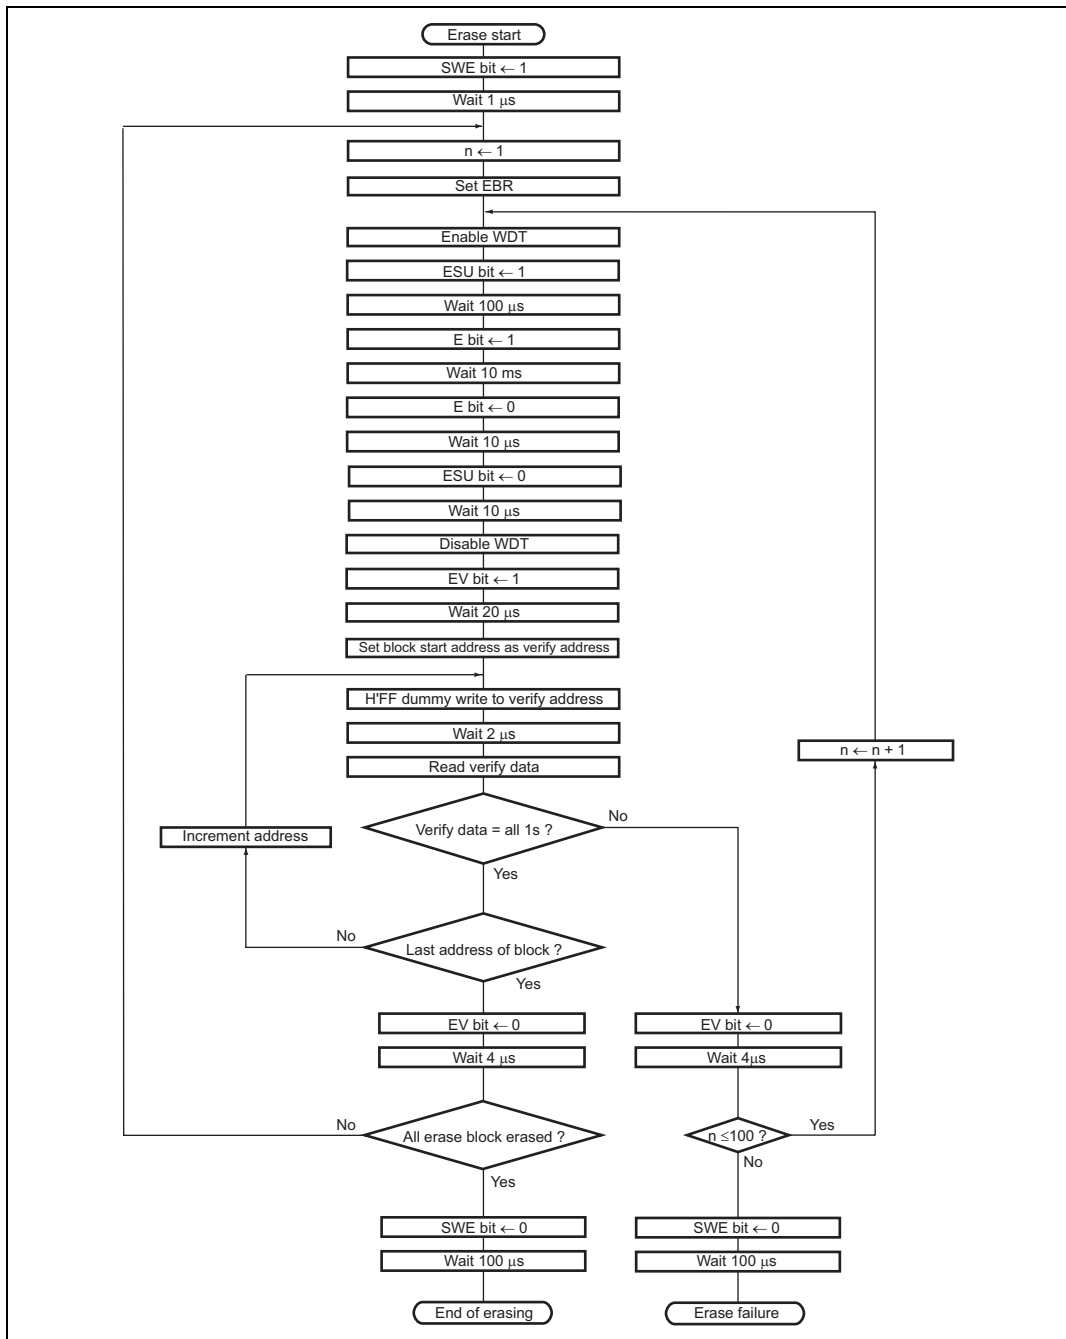 Erase start
SWE bit ← 1
Wait 1 μs
n ← 1
Set EBR
Enable WDT
ESU bit ← 1
Wait 100 μs
E bit ← 1
Wait 10 ms
E bit ← 0
Wait 10 μs
ESU bit ← 0
Wait 10 μs
Disable WDT
EV bit ← 1
Wait 20 μs
Set block start address as verify address
H'FF dummy write to verify address
Wait 2 μs
n ← n + 1
Read verify data
No
Increment address
Verify data = all 1s ?
Yes
No
Last address of block ?
Yes
EV bit ← 0
EV bit ← 0
Wait 4 μs
Wait 4μs
No
All erase block erased ?
n ≤100 ?
Yes
No
Yes
SWE bit ← 0
SWE bit ← 0
Wait 100 μs
Wait 100 μs
End of erasing
Erase failure